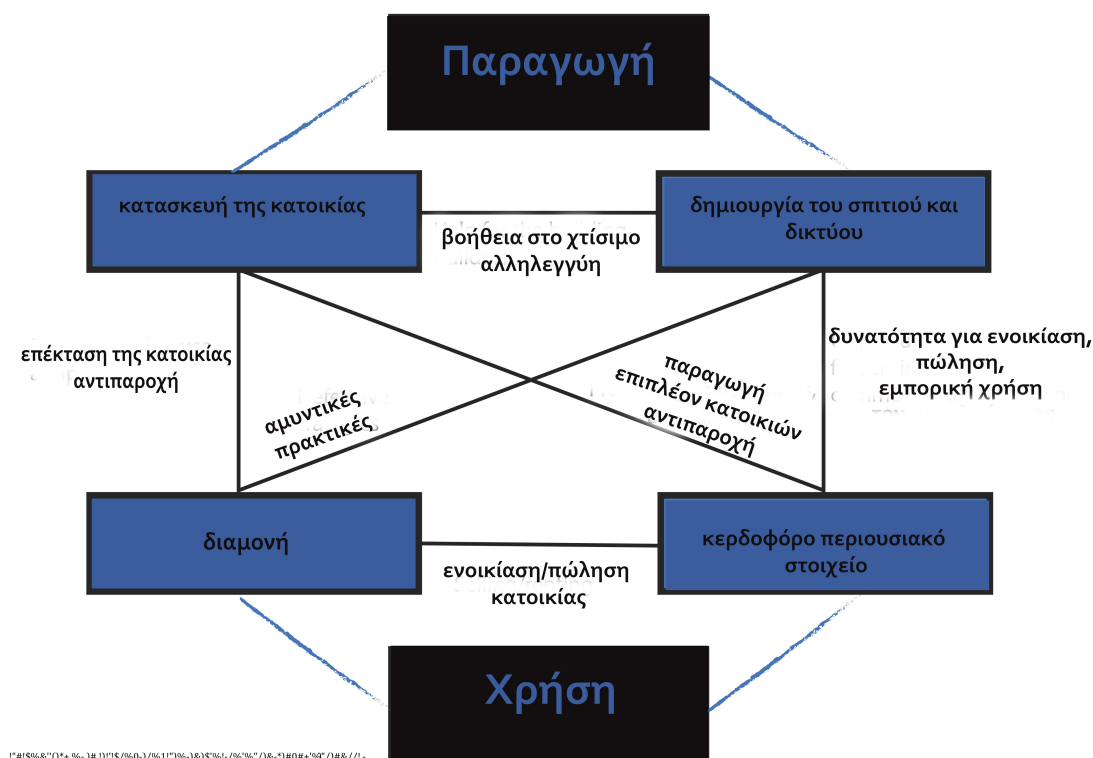 Παραγωγή
κατασκευή της κατοικίας
δημιουργία του σπιτιού και
δικτύου
βοήθεια στο χτίσιμο
αλληλεγγύη
επέκταση της κατοικίας
αντιπαροχή
δυνατότητα για ενοικίαση,
πώληση,
εμπορική χρήση
αμυντικές
πρακτικές
παραγωγή
επιπλέον κατοικιών
αντιπαροχή
διαμονή
κερδοφόρο περιουσιακό
στοιχείο
ενοικίαση/πώληση
κατοικίας
Χρήση